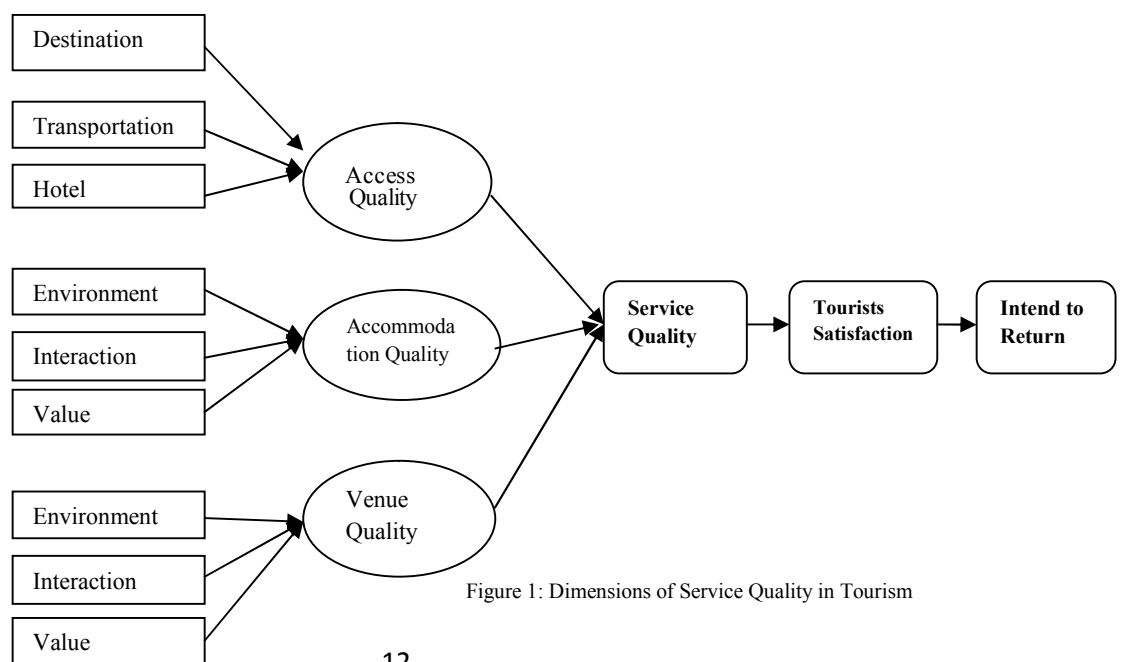 Destination
Transportation
Hotel
Access
Quality
Environment
Interaction
Value
Accommoda
tion Quality
Environment
Interaction
Value
Venue
Quality
Service
Quality
Tourists
Satisfaction
Intend to
Return
Figure 1: Dimensions of Service Quality in Tourism
12